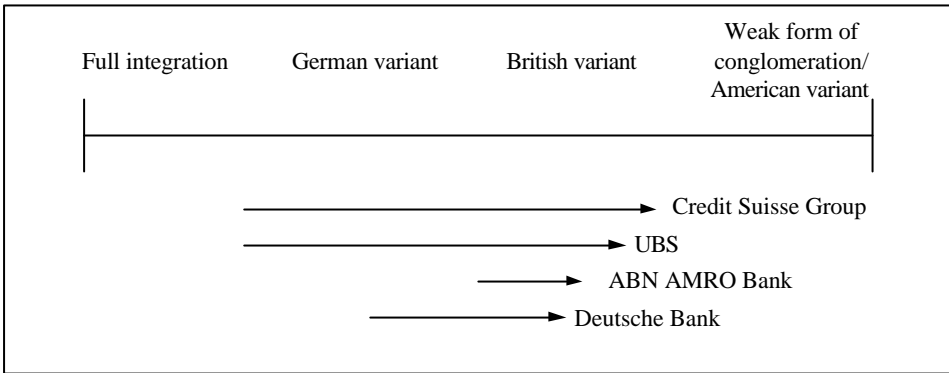 Full integration
German variant
British variant
Weak form of
conglomeration/
American variant
Credit Suisse Group
UBS
ABN AMRO Bank
Deutsche Bank